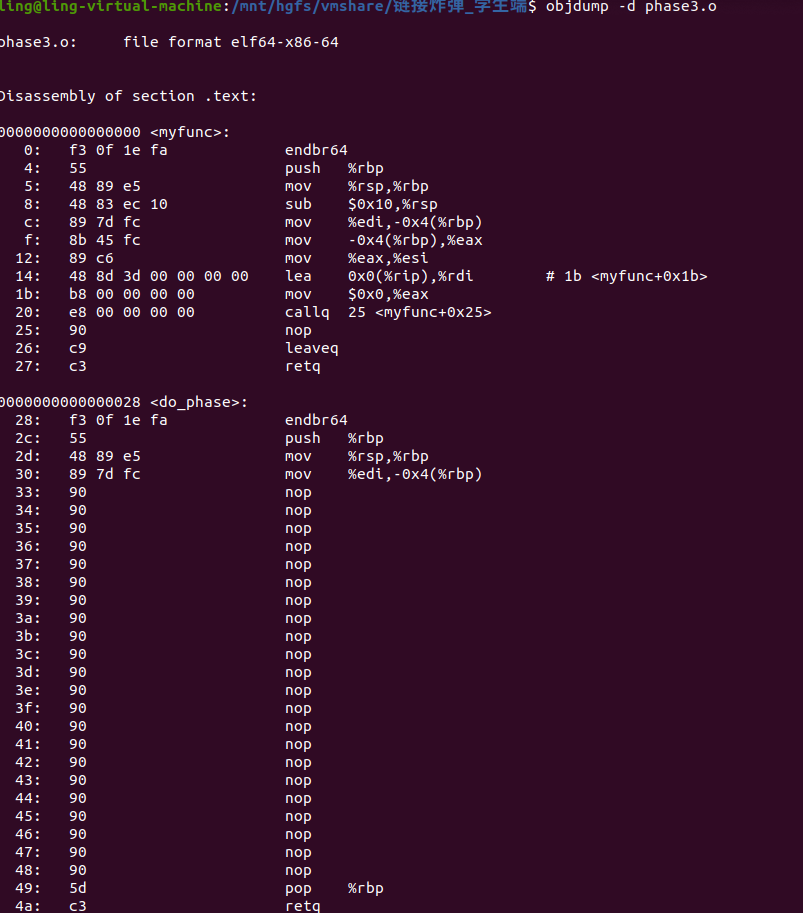 ling@ling-virtual-machine:/mnt/hgfs/vmshare/链接炸弹_学生端$ objdump -d phase3.o
phase3.o:     file format elf64-x86-64
Disassembly of section .text:
0000000000000000 <myfunc>:
0:   f3 0f 1e fa             endbr64
4:   55                      push   %rbp
5:   48 89 e5                mov    %rsp,%rbp
8:   48 83 ec 10             sub    $0x10,%rsp
c:   89 7d fc                mov    %edi,-0x4(%rbp)
f:   8b 45 fc                mov    -0x4(%rbp),%eax
12:   89 c6                   mov    %eax,%esi
14:   48 8d 3d 00 00 00 00    lea    0x0(%rip),%rdi        # 1b <myfunc+0x1b>
1b:   b8 00 00 00 00          mov    $0x0,%eax
20:   e8 00 00 00 00          callq  25 <myfunc+0x25>
25:   90                      nop
26:   c9                      leaveq
27:   c3                      retq
0000000000000028 <do_phase>:
28:   f3 0f 1e fa             endbr64
2c:   55                      push   %rbp
2d:   48 89 e5                mov    %rsp,%rbp
30:   89 7d fc                mov    %edi,-0x4(%rbp)
33:   90                      nop
34:   90                      nop
35:   90                      nop
36:   90                      nop
37:   90                      nop
38:   90                      nop
39:   90                      nop
3a:   90                      nop
3b:   90                      nop
3c:   90                      nop
3d:   90                      nop
3e:   90                      nop
3f:   90                      nop
40:   90                      nop
41:   90                      nop
42:   90                      nop
43:   90                      nop
44:   90                      nop
45:   90                      nop
46:   90                      nop
47:   90                      nop
48:   90                      nop
49:   5d                      pop    %rbp
4a:   c3                      retq